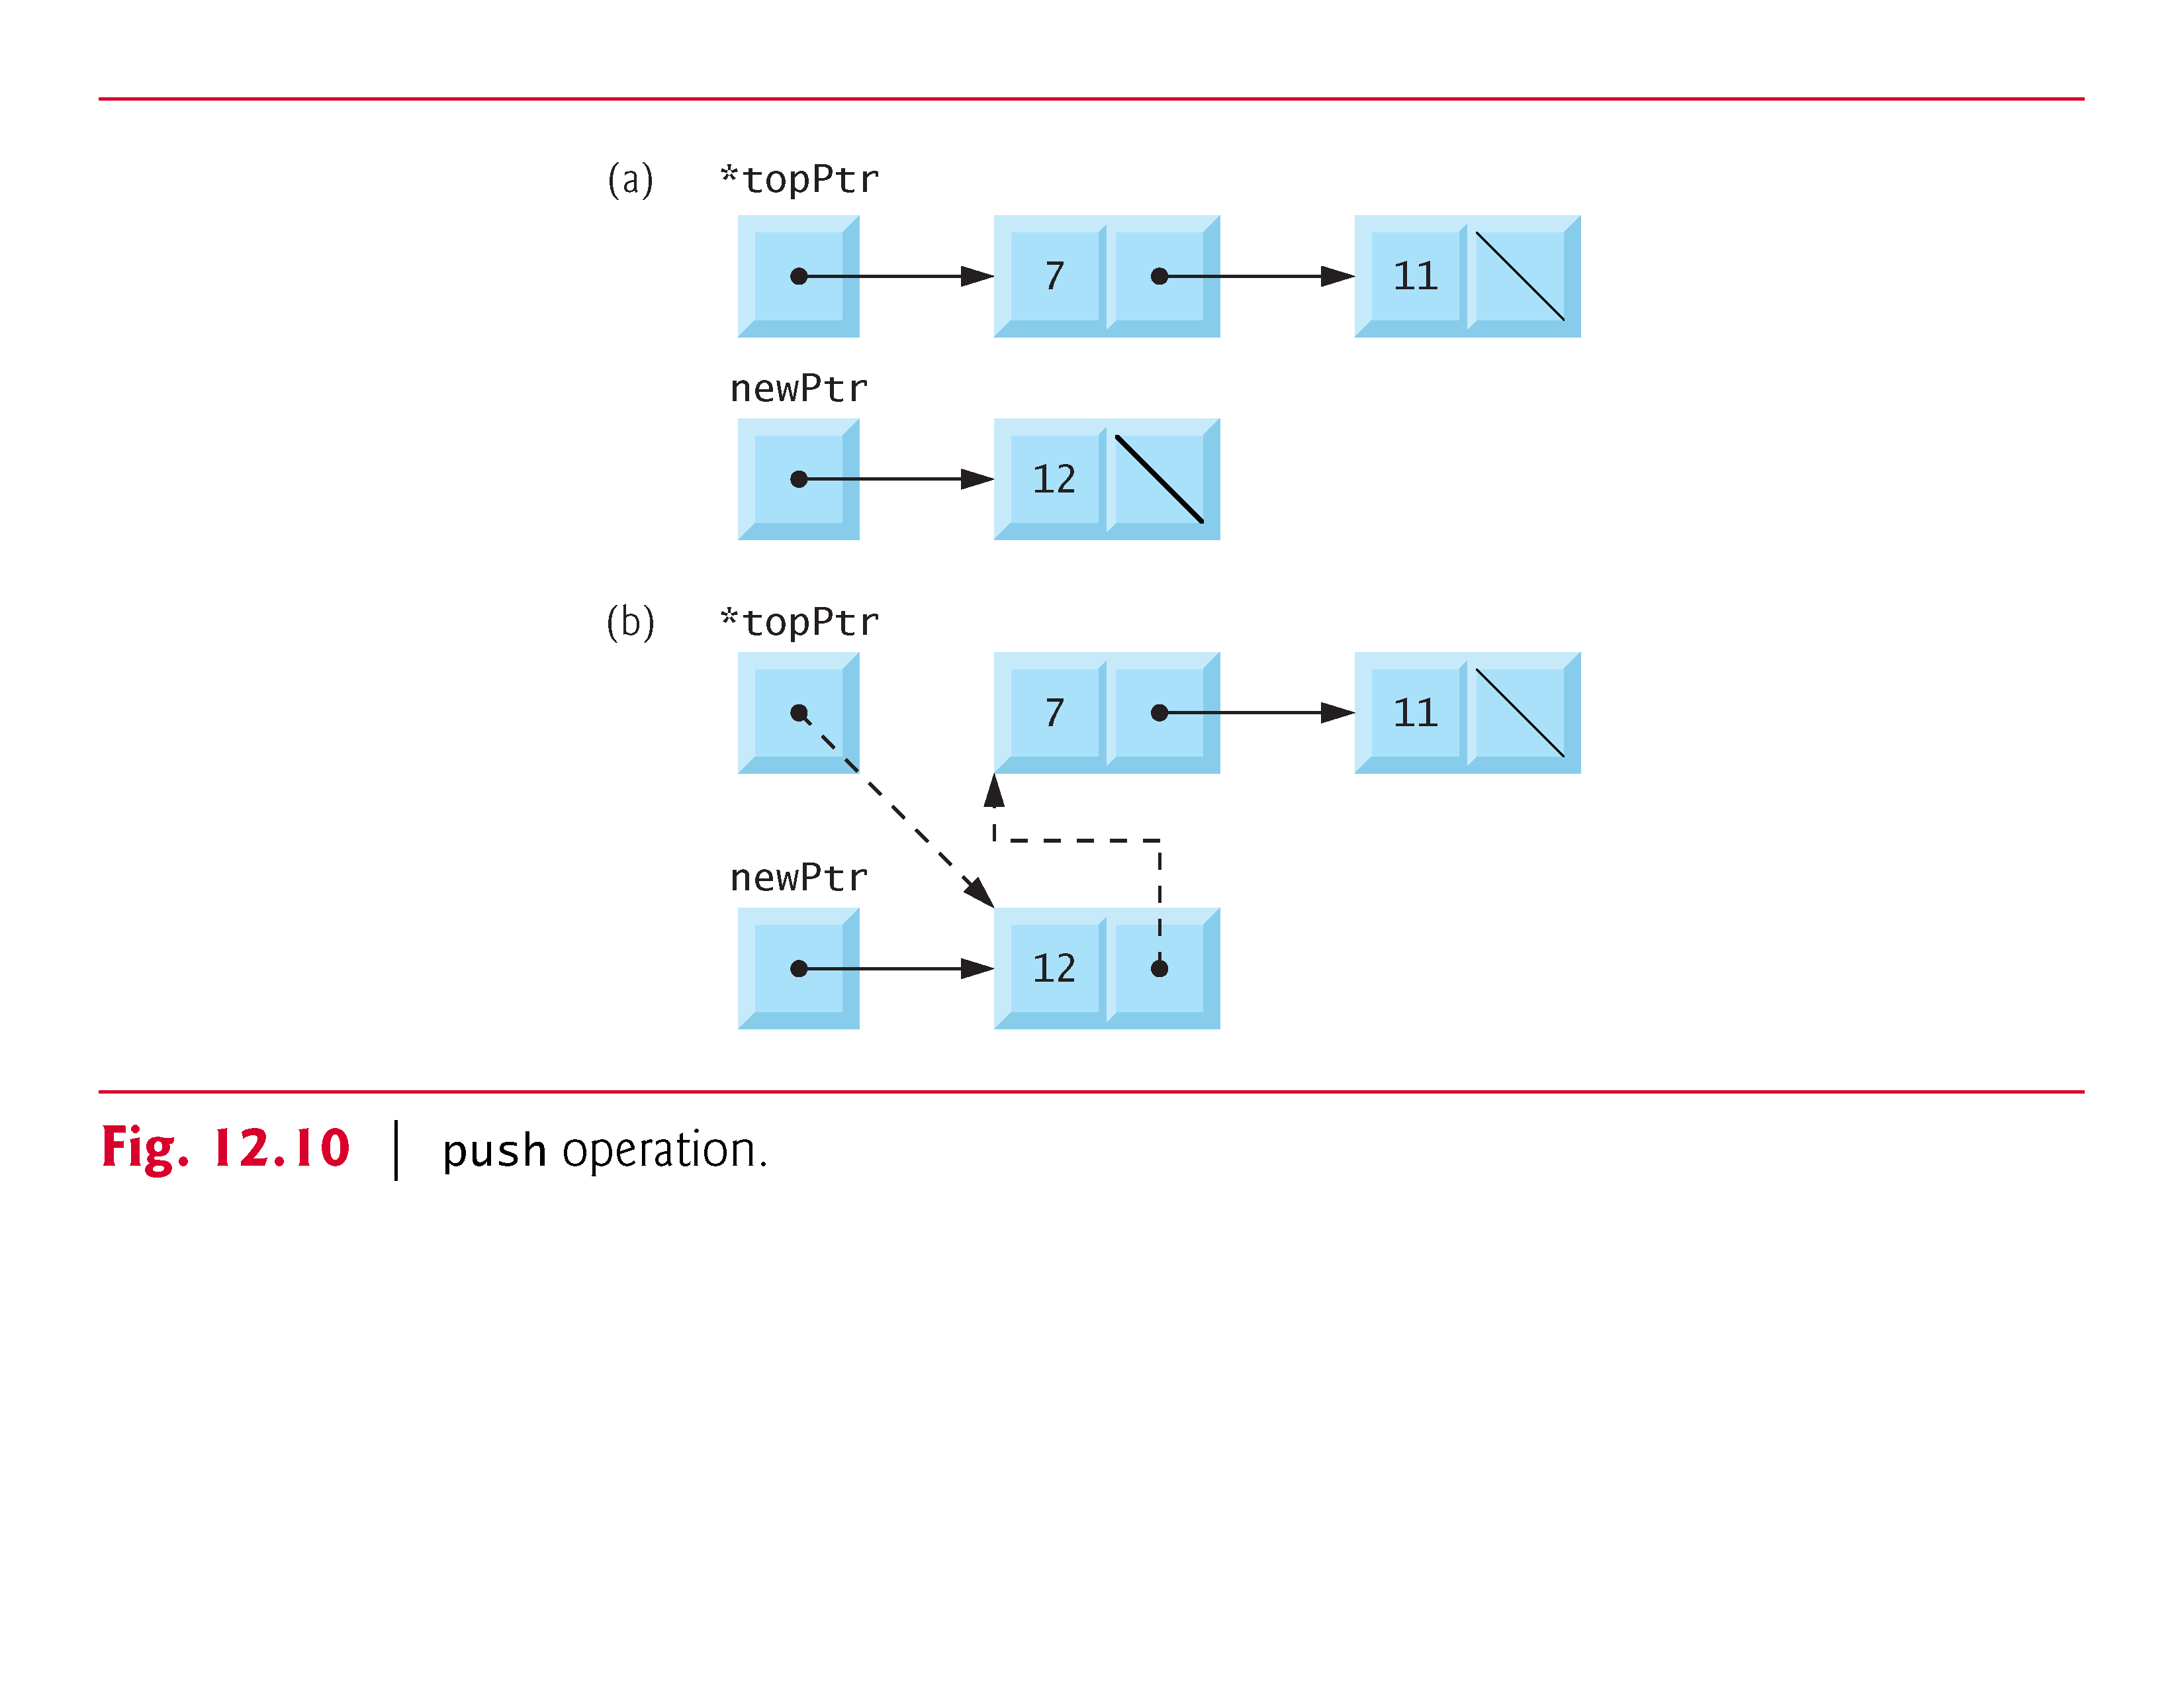 (a) *topPtr
7 11
newPtr
12
(b) *topPtr
7 11
newPtr
12
Fig. 12.10 | push operation.